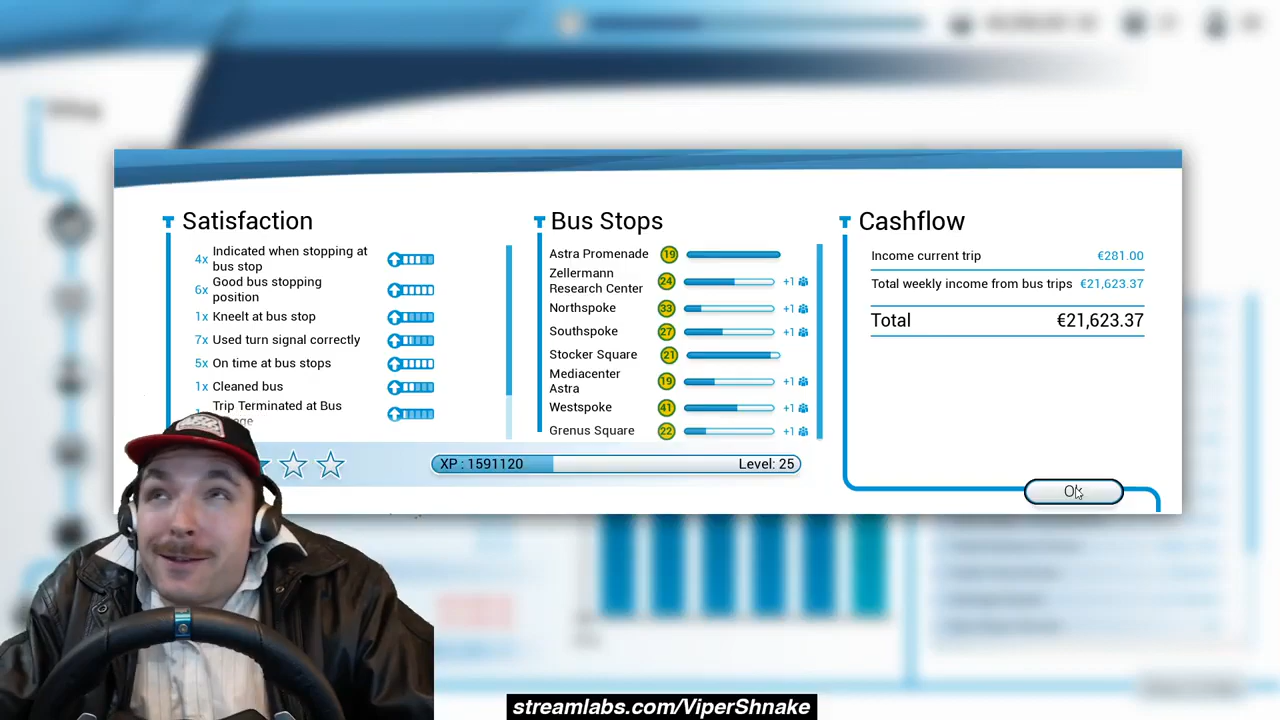 Satisfaction
4x Indicated when stopping at
bus stop
6x Good bus stopping
position
1x Kneelt at bus stop
7x Used turn signal correctly
5x On time at bus stops
1x Cleaned bus
Trip Terminated at Bus
Bus Stops
Astra Promenade 19
Zellermann
Research Center 24 +1
Northspoke 33 +1
Southspoke 27 +1
Stocker Square 21
Mediacenter
Astra 19 +1
Westspoke 41 +1
Grenus Square 22 +1
XP : 1591120 Level: 25
Cashflow
Income current trip €281.00
Total weekly income from bus trips €21,623.37
Total €21,623.37
streamlabs.com/ViperShnake